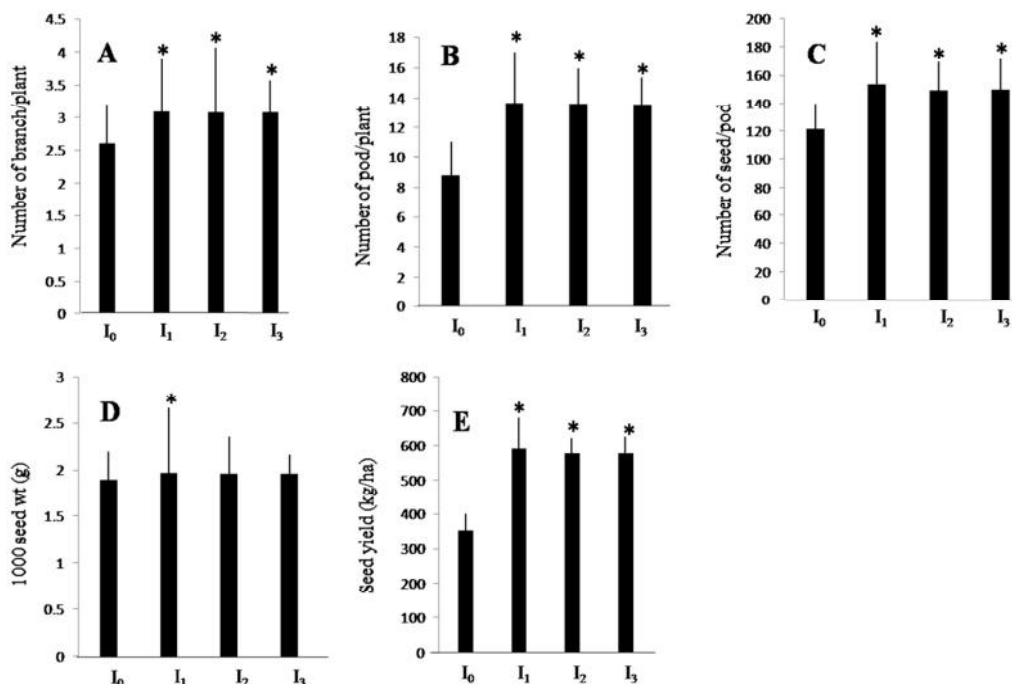 A
Number of branch/plant
4.5
4
3.5
3
2.5
2
1.5
1
0.5
0
* * *
I₀ I₁ I₂ I₃
B
Number of pod/plant
18
16
14
12
10
8
6
4
2
0
* * *
I₀ I₁ I₂ I₃
C
Number of seed/pod
200
180
160
140
120
100
80
60
40
20
0
* * *
I₀ I₁ I₂ I₃
D
1000 seed wt (g)
3
2.5
2
1.5
1
0.5
0
*
I₀ I₁ I₂ I₃
E
Seed yield (kg/ha)
800
700
600
500
400
300
200
100
0
* * *
I₀ I₁ I₂ I₃